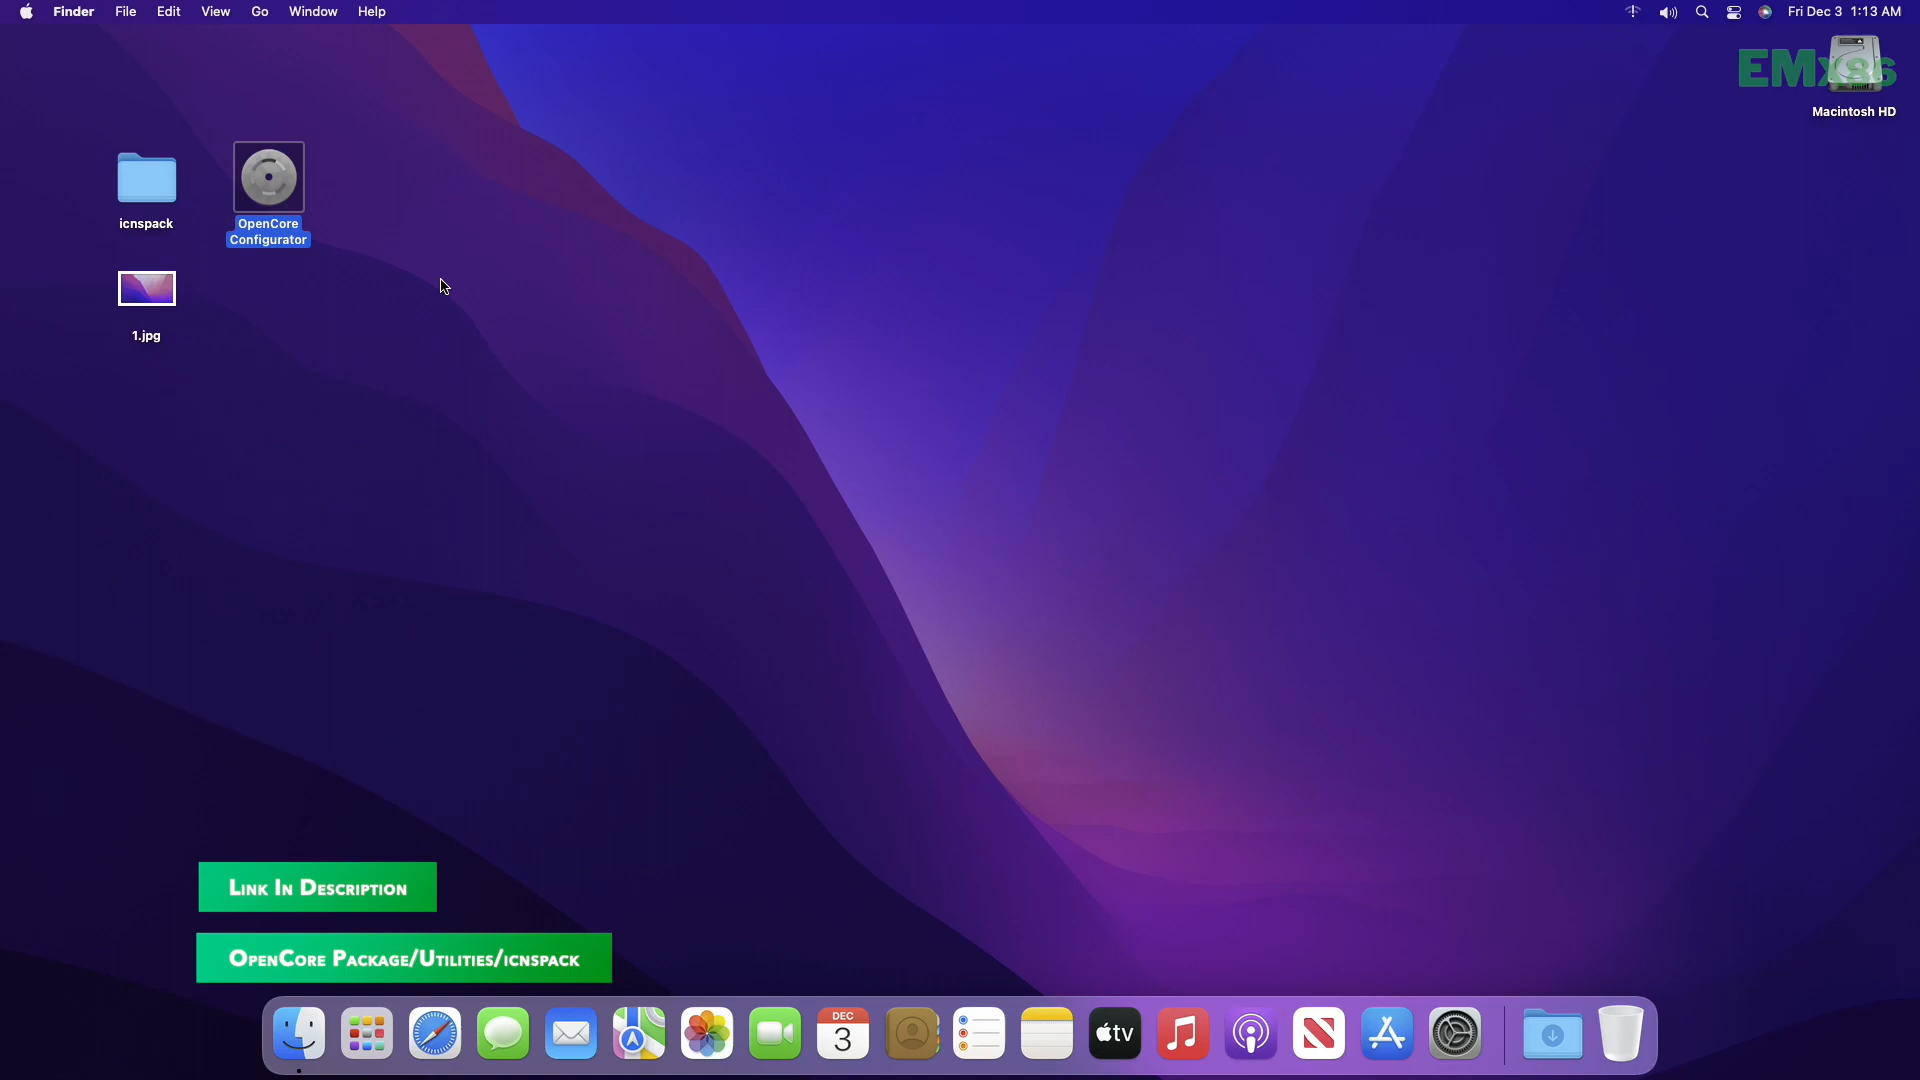 Finder File Edit View Go Window Help
Fri Dec 3 1:13 AM
EMx86
Macintosh HD
icnspack
OpenCore
Configurator
1.jpg
Link In Description
OpenCore Package/Utilities/icnspack
DEC
3
tv